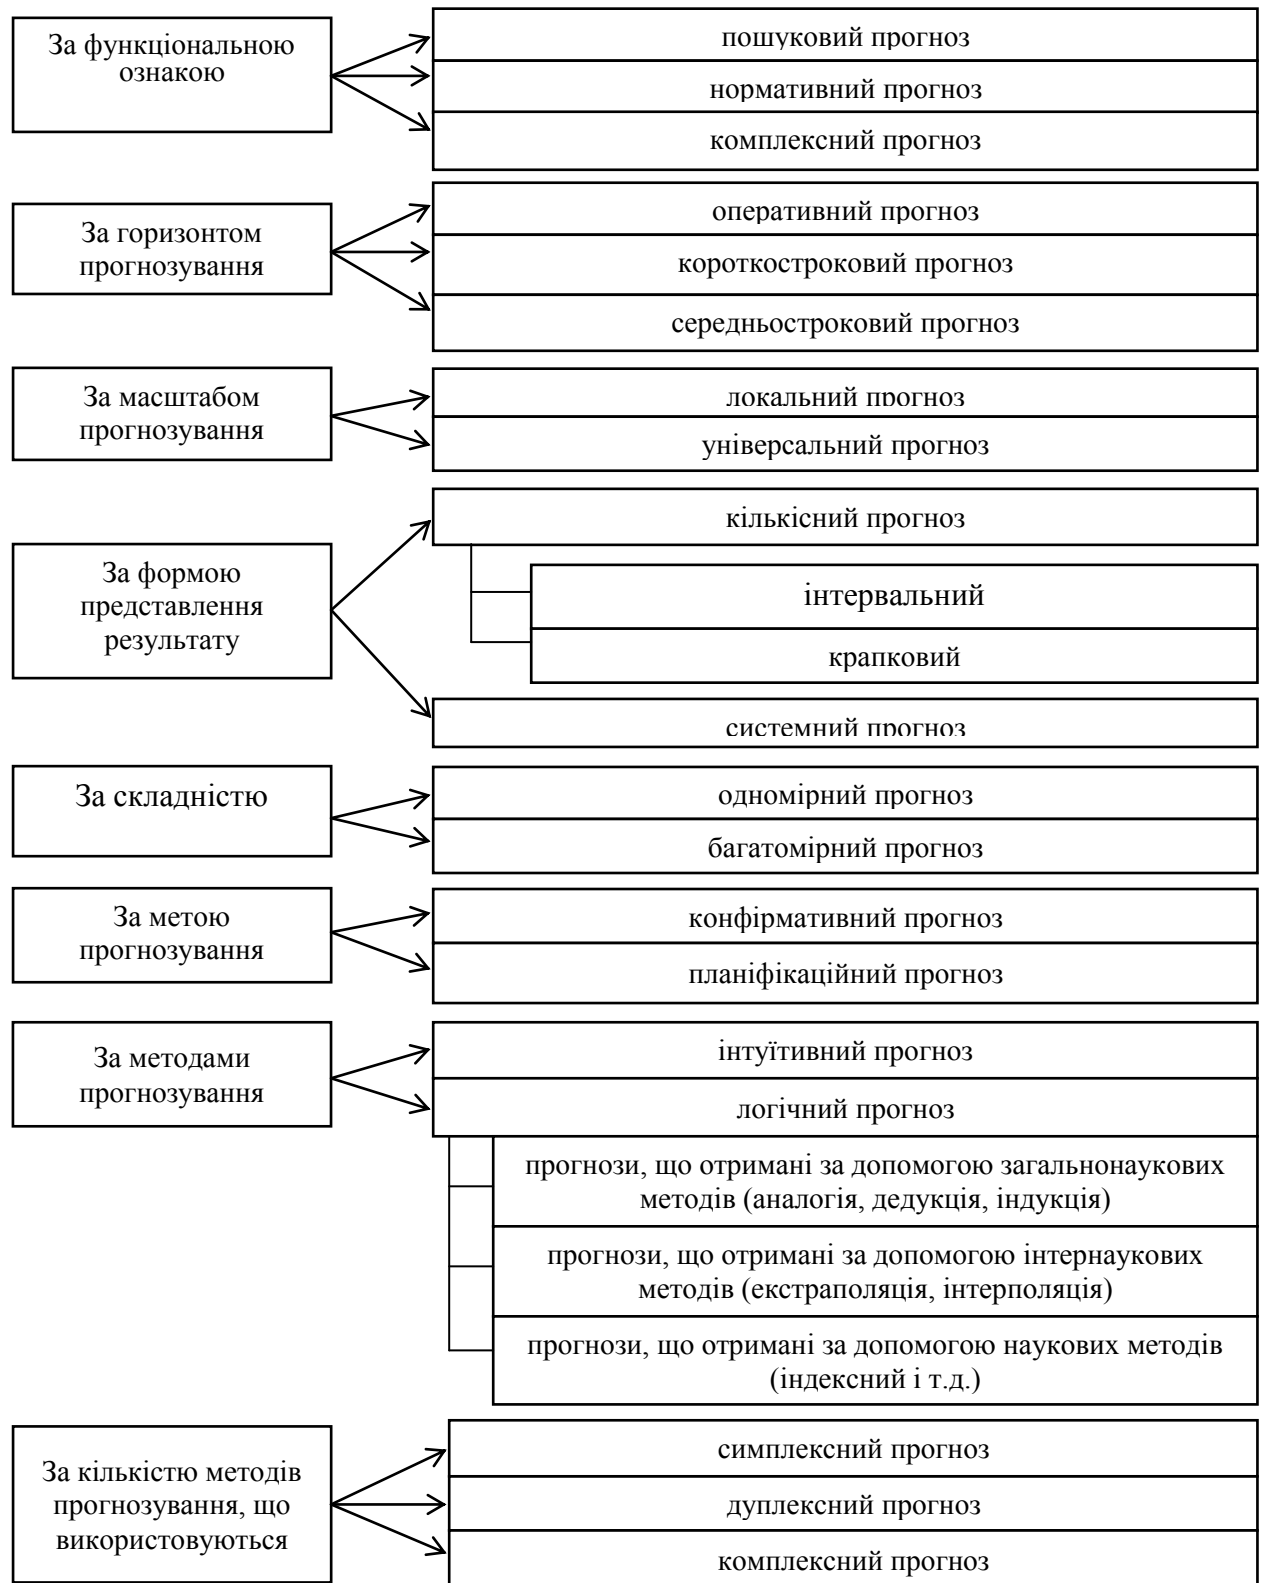 За функціональною
ознакою
пошуковий прогноз
нормативний прогноз
комплексний прогноз
За горизонтом
прогнозування
оперативний прогноз
короткостроковий прогноз
середньостроковий прогноз
За масштабом
прогнозування
локальний прогноз
універсальний прогноз
За формою
представлення
результату
кількісний прогноз
інтервальний
крапковий
системний прогноз
За складністю
одномірний прогноз
багатомірний прогноз
За метою
прогнозування
конфірмативний прогноз
планіфікаційний прогноз
За методами
прогнозування
інтуїтивний прогноз
логічний прогноз
прогнози, що отримані за допомогою загальнонаукових
методів (аналогія, дедукція, індукція)
прогнози, що отримані за допомогою інтернаукових
методів (екстраполяція, інтерполяція)
прогнози, що отримані за допомогою наукових методів
(індексний і т.д.)
За кількістю методів
прогнозування, що
використовуються
симплексний прогноз
дуплексний прогноз
комплексний прогноз